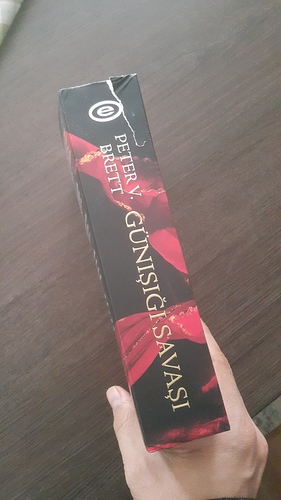 e
PETER V.
BRETT
GÜNIŞIĞI SAVAŞI